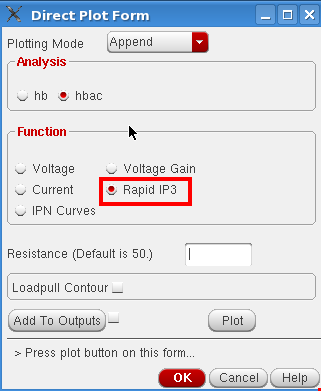 Direct Plot Form
Plotting Mode Append
Analysis
hb hbac
Function
Voltage Voltage Gain
Current Rapid IP3
IPN Curves
Resistance (Default is 50.)
Loadpull Contour
Add To Outputs Plot
> Press plot button on this form...
OK Cancel Help